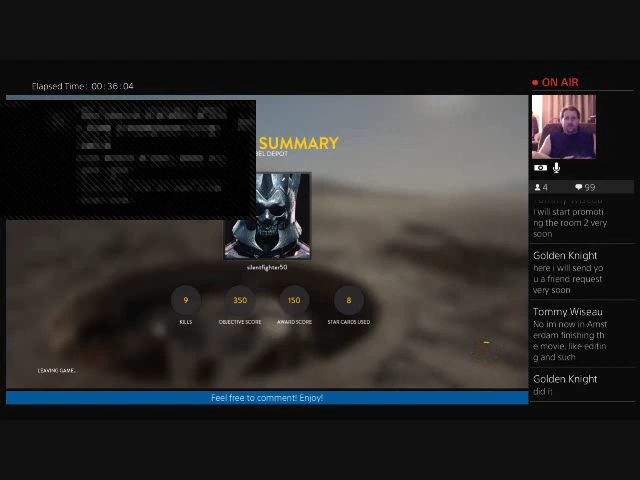 Elapsed Time: 00:36:04
ON AIR
SUMMARY
4
99
Tommy Wiseau
I will start promoti
ng the room 2 very
soon
Golden Knight
here i will send yo
u a friend request
very soon
Tommy Wiseau
No im now in Amst
erdam finishing th
e movie, like editin
g and such
Golden Knight
did it
silentfighter50
9
350
150
8
KILLS
OBJECTIVE SCORE
AWARD SCORE
STAR CARDS USED
LEAVING GAME...
Feel free to comment! Enjoy!